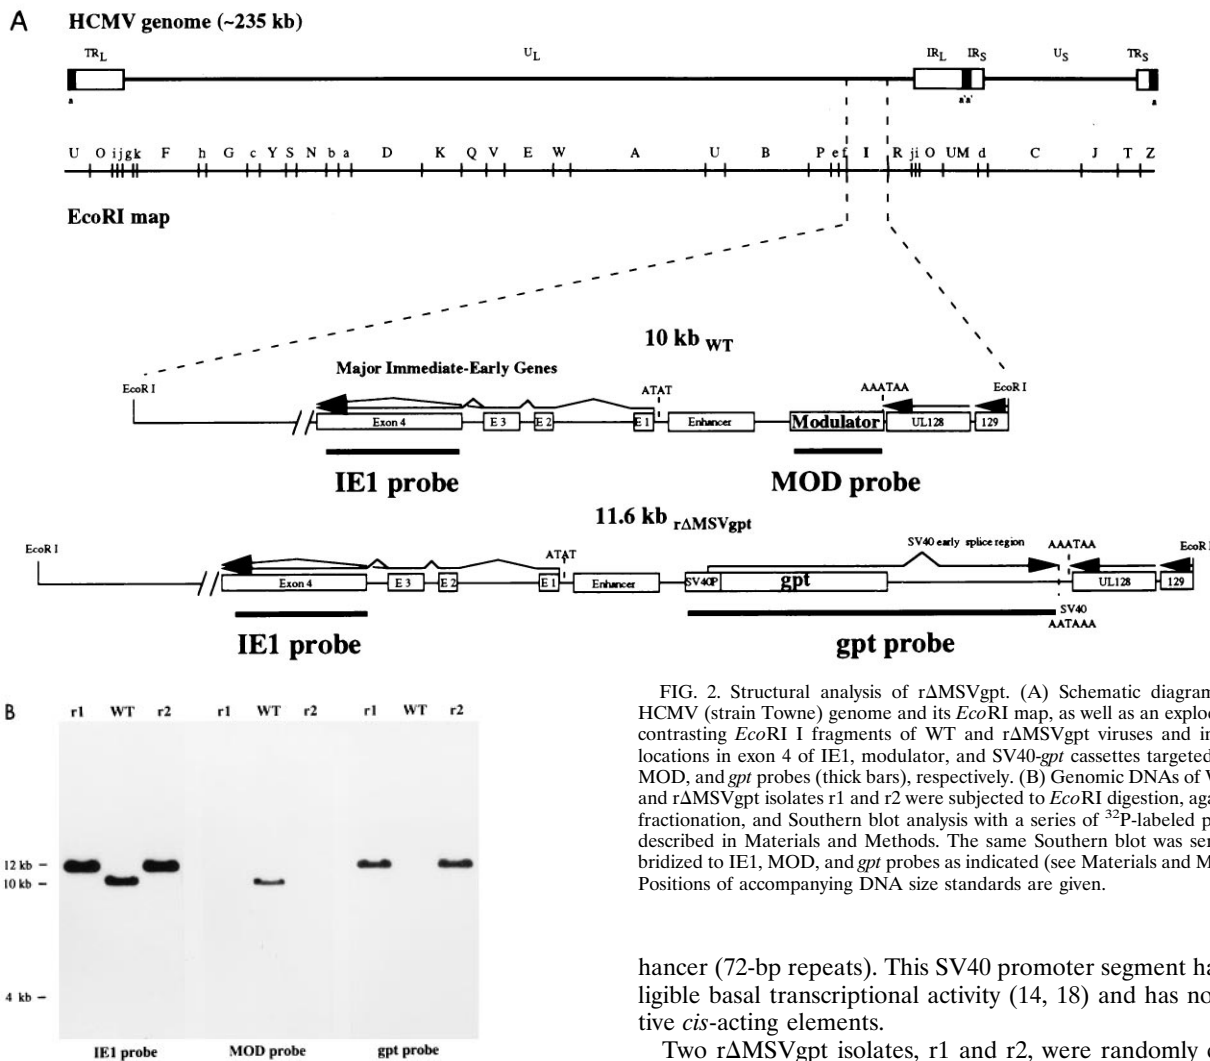 A
HCMV genome (~235 kb)
TRL UL IRL IRS US TRS
a a'a' a
U O i j g k F h G c Y S N b a D K Q V E W A U B P e f I R j i O U M d C J T Z
EcoRI map
10 kb WT
Major Immediate-Early Genes
EcoR I ATAT AAATAA EcoR I
Exon 4 E 3 E 2 E 1 Enhancer Modulator UL128 129
IE1 probe MOD probe
11.6 kb rΔMSVgpt
EcoR I ATAT SV40 early splice region AAATAA EcoR I
Exon 4 E 3 E 2 E 1 Enhancer SV40P gpt UL128 129
SV40
AATAAA
IE1 probe gpt probe
B
r1 WT r2 r1 WT r2 r1 WT r2
12 kb
10 kb
4 kb
IE1 probe MOD probe gpt probe
FIG. 2. Structural analysis of rΔMSVgpt. (A) Schematic diagram
HCMV (strain Towne) genome and its EcoRI map, as well as an explod
contrasting EcoRI I fragments of WT and rΔMSVgpt viruses and in
locations in exon 4 of IE1, modulator, and SV40-gpt cassettes targeted
MOD, and gpt probes (thick bars), respectively. (B) Genomic DNAs of W
and rΔMSVgpt isolates r1 and r2 were subjected to EcoRI digestion, aga
fractionation, and Southern blot analysis with a series of 32P-labeled p
described in Materials and Methods. The same Southern blot was ser
bridized to IE1, MOD, and gpt probes as indicated (see Materials and M
Positions of accompanying DNA size standards are given.
hancer (72-bp repeats). This SV40 promoter segment ha
ligible basal transcriptional activity (14, 18) and has no
tive cis-acting elements.
Two rΔMSVgpt isolates, r1 and r2, were randomly c